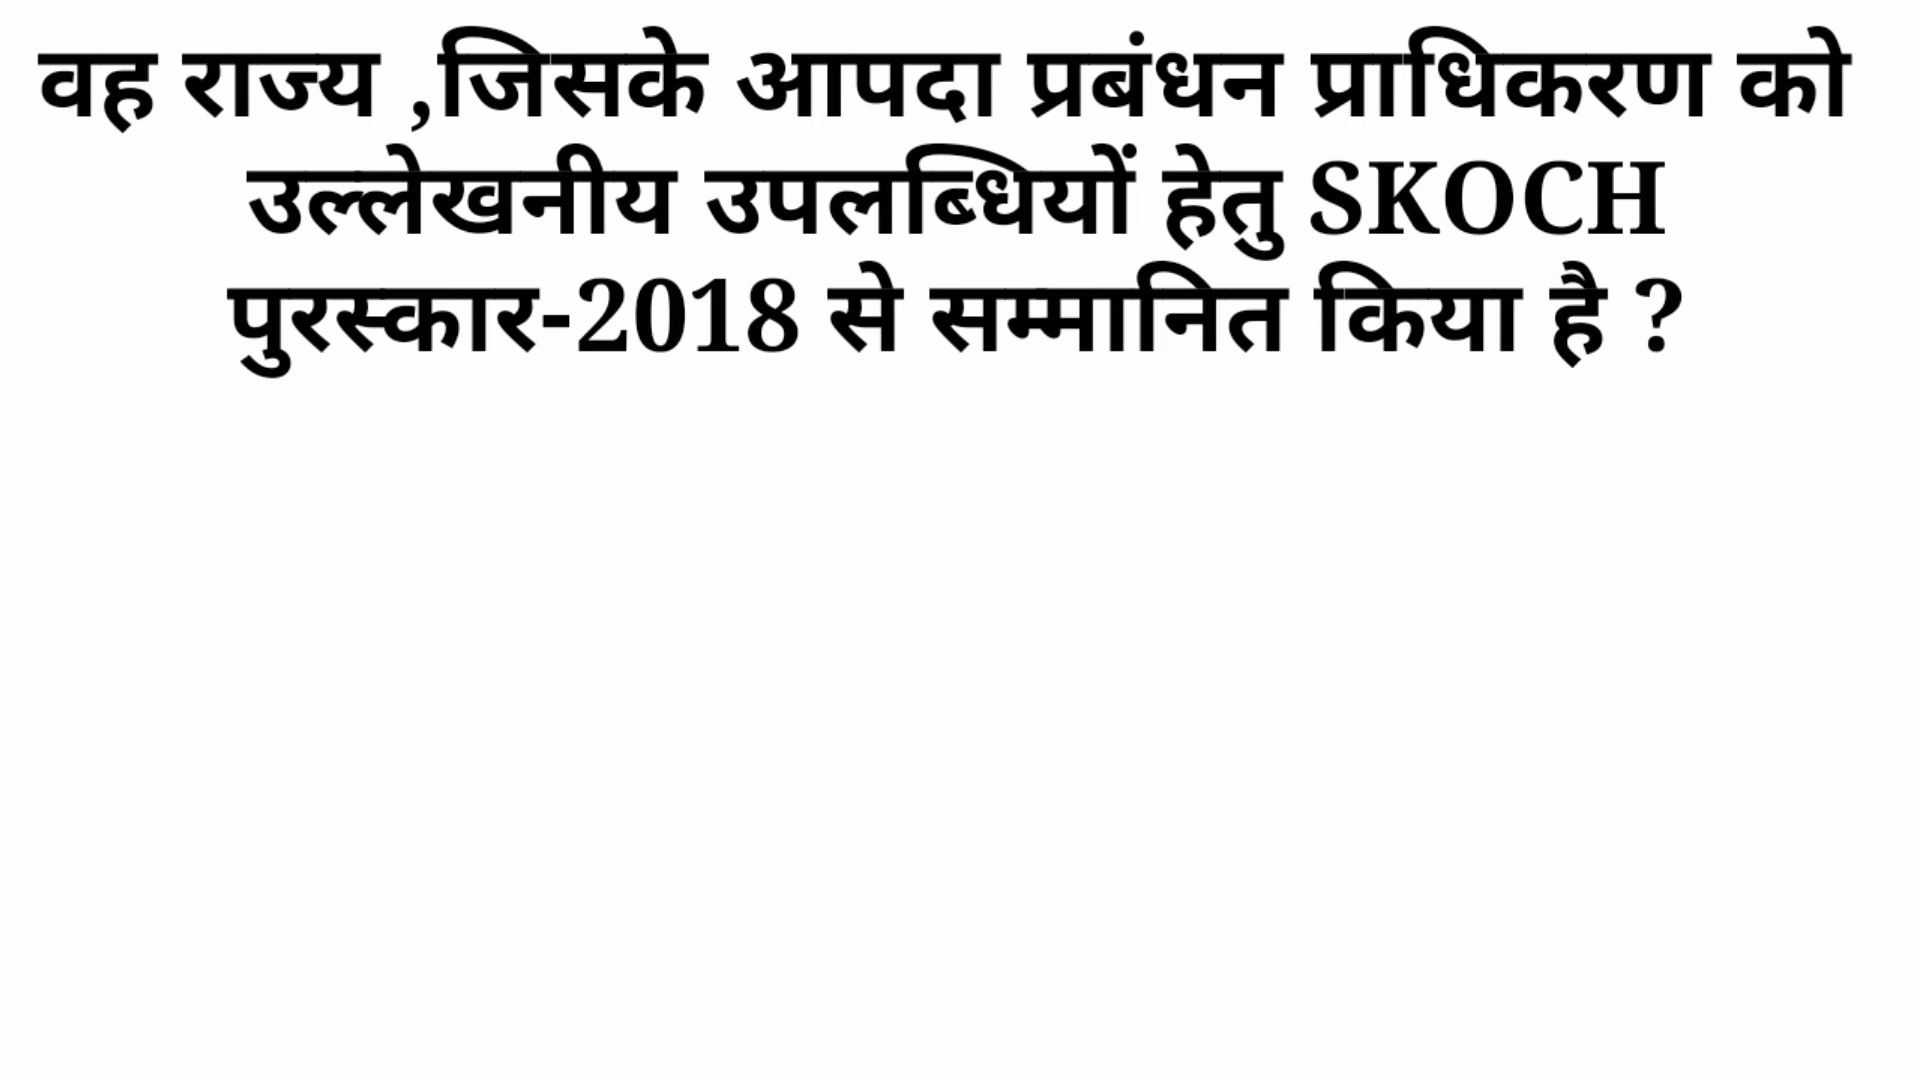 वह राज्य ,जिसके आपदा प्रबंधन प्राधिकरण को
उल्लेखनीय उपलब्धियों हेतु SKOCH
पुरस्कार-2018 से सम्मानित किया है ?